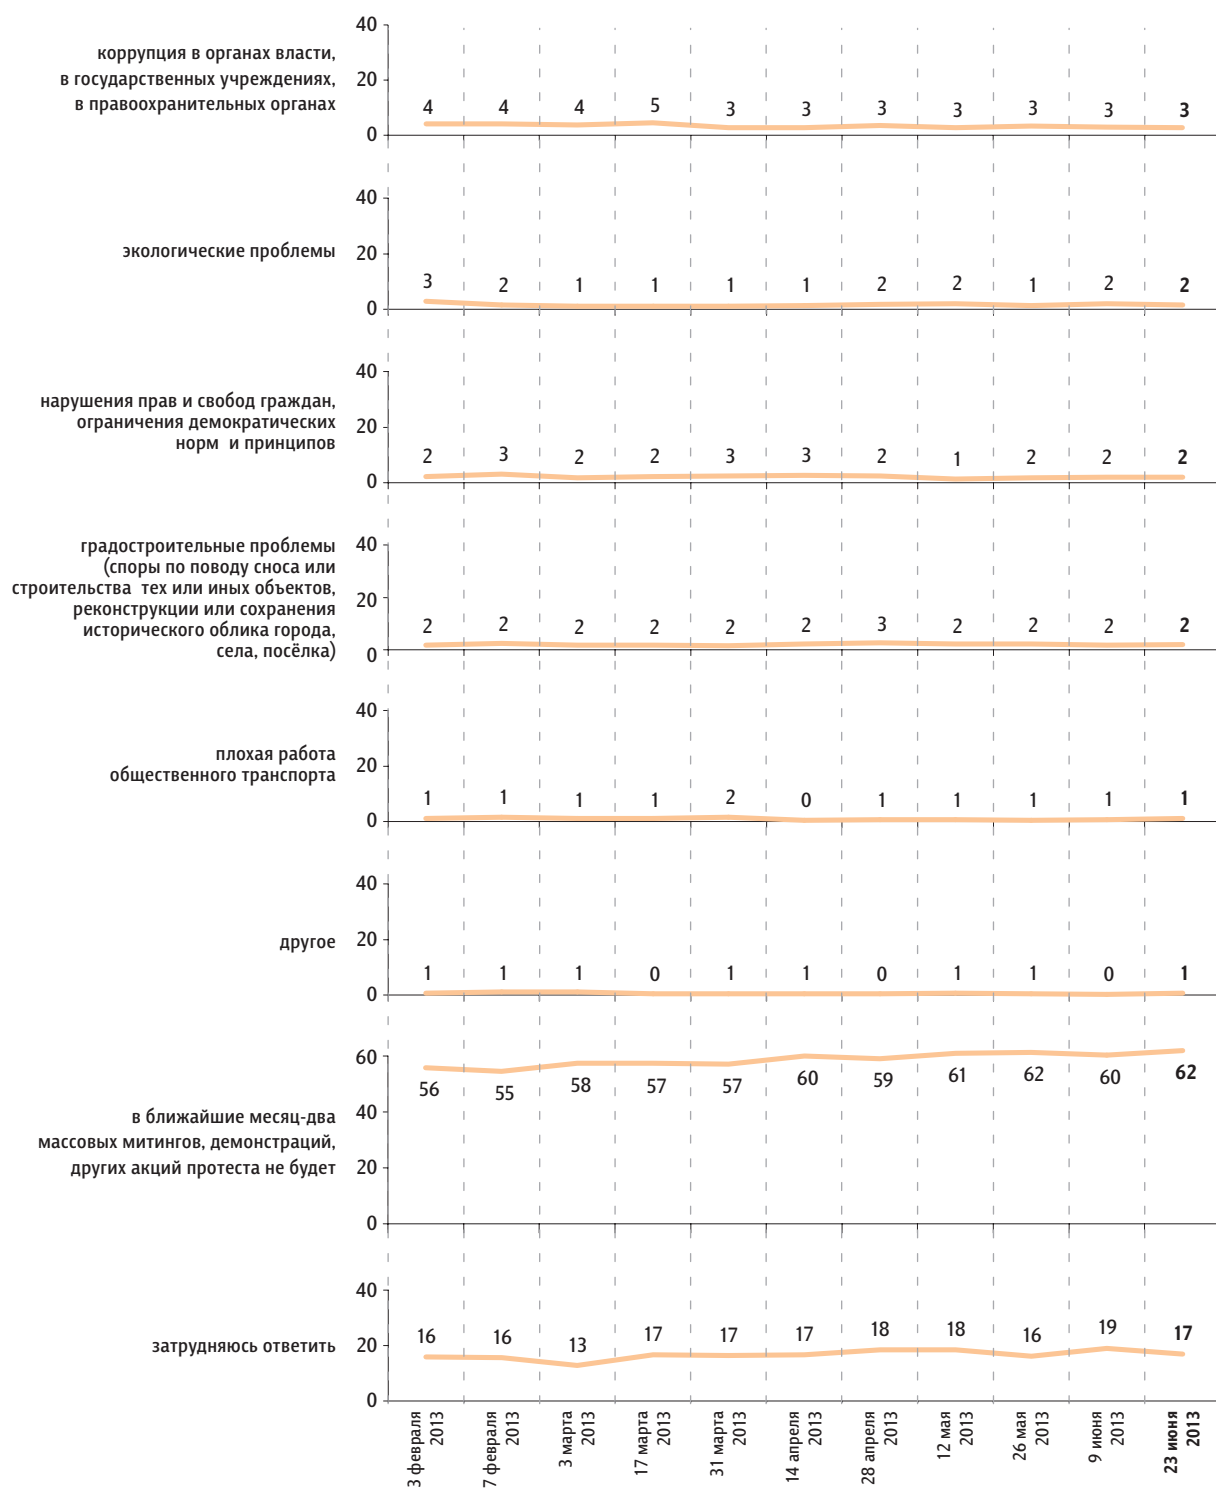 40
коррупция в органах власти,
в государственных учреждениях,
20
в правоохранительных органах
4 4 4 5 3 3 3 3 3 3 3
0
40
экологические проблемы 20
3 2 1 1 1 1 2 2 1 2 2
0
40
нарушения прав и свобод граждан,
ограничения демократических
20
норм и принципов
2 3 2 2 3 3 2 1 2 2 2
0
градостроительные проблемы 40
(споры по поводу сноса или
строительства тех или иных объектов,
реконструкции или сохранения 20
исторического облика города,
2 2 2 2 2 2 3 2 2 2 2
села, посёлка) 0
40
плохая работа
20
общественного транспорта
1 1 1 1 2 0 1 1 1 1 1
0
40
другое 20
1 1 1 0 1 1 0 1 1 0 1
0
60
56 55 58 57 57 60 59 61 62 60 62
40
в ближайшие месяц-два
массовых митингов, демонстраций,
других акций протеста не будет 20
0
40
16 16 13 17 17 17 18 18 16 19 17
затрудняюсь ответить 20
0
3 февраля
2013
7 февраля
2013
3 марта
2013
17 марта
2013
31 марта
2013
14 апреля
2013
28 апреля
2013
12 мая
2013
26 мая
2013
9 июня
2013
23 июня
2013